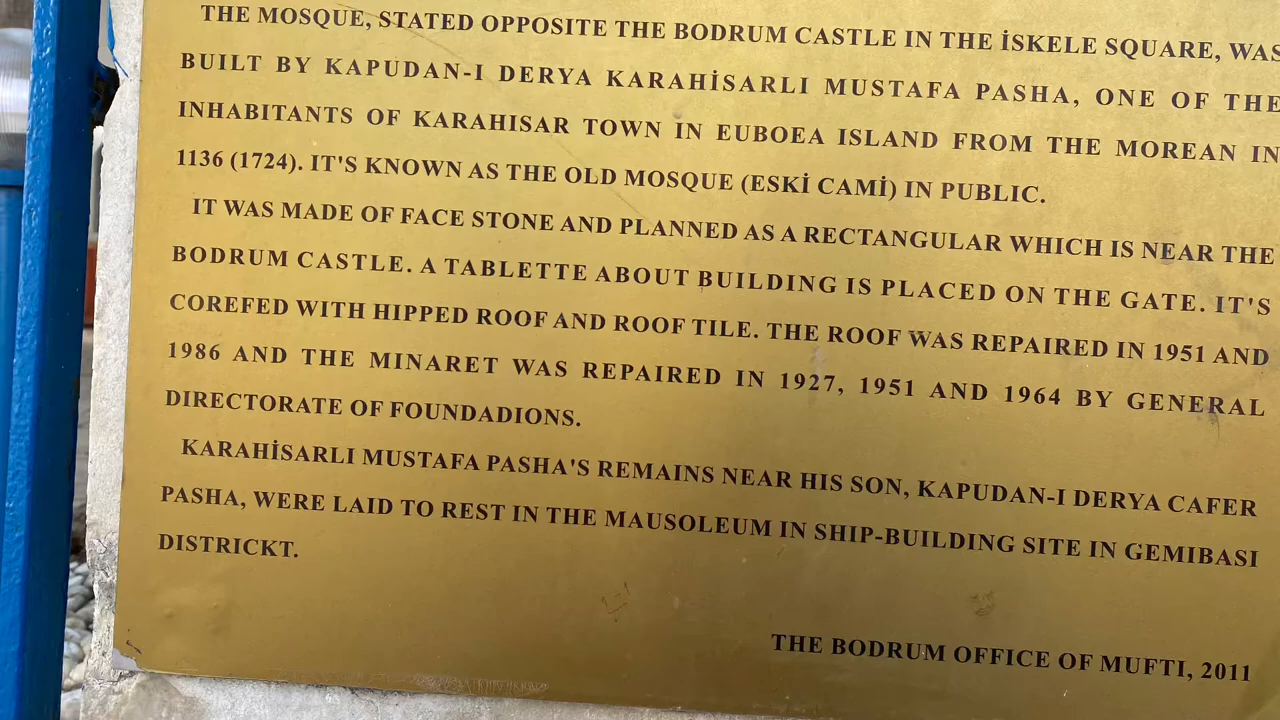 THE MOSQUE, STATED OPPOSITE THE BODRUM CASTLE IN THE İSKELE SQUARE, WAS
BUILT BY KAPUDAN-I DERYA KARAHİSARLI MUSTAFA PASHA, ONE OF THE
INHABITANTS OF KARAHISAR TOWN IN EUBOEA ISLAND FROM THE MOREAN IN
1136 (1724). IT'S KNOWN AS THE OLD MOSQUE (ESKİ CAMİ) IN PUBLIC.
IT WAS MADE OF FACE STONE AND PLANNED AS A RECTANGULAR WHICH IS NEAR THE
BODRUM CASTLE. A TABLETTE ABOUT BUILDING IS PLACED ON THE GATE. IT'S
COREFED WITH HIPPED ROOF AND ROOF TILE. THE ROOF WAS REPAIRED IN 1951 AND
1986 AND THE MINARET WAS REPAIRED IN 1927, 1951 AND 1964 BY GENERAL
DIRECTORATE OF FOUNDADIONS.
KARAHİSARLI MUSTAFA PASHA'S REMAINS NEAR HIS SON, KAPUDAN-I DERYA CAFER
PASHA, WERE LAID TO REST IN THE MAUSOLEUM IN SHIP-BUILDING SITE IN GEMIBASI
DISTRICKT.
THE BODRUM OFFICE OF MUFTI, 2011